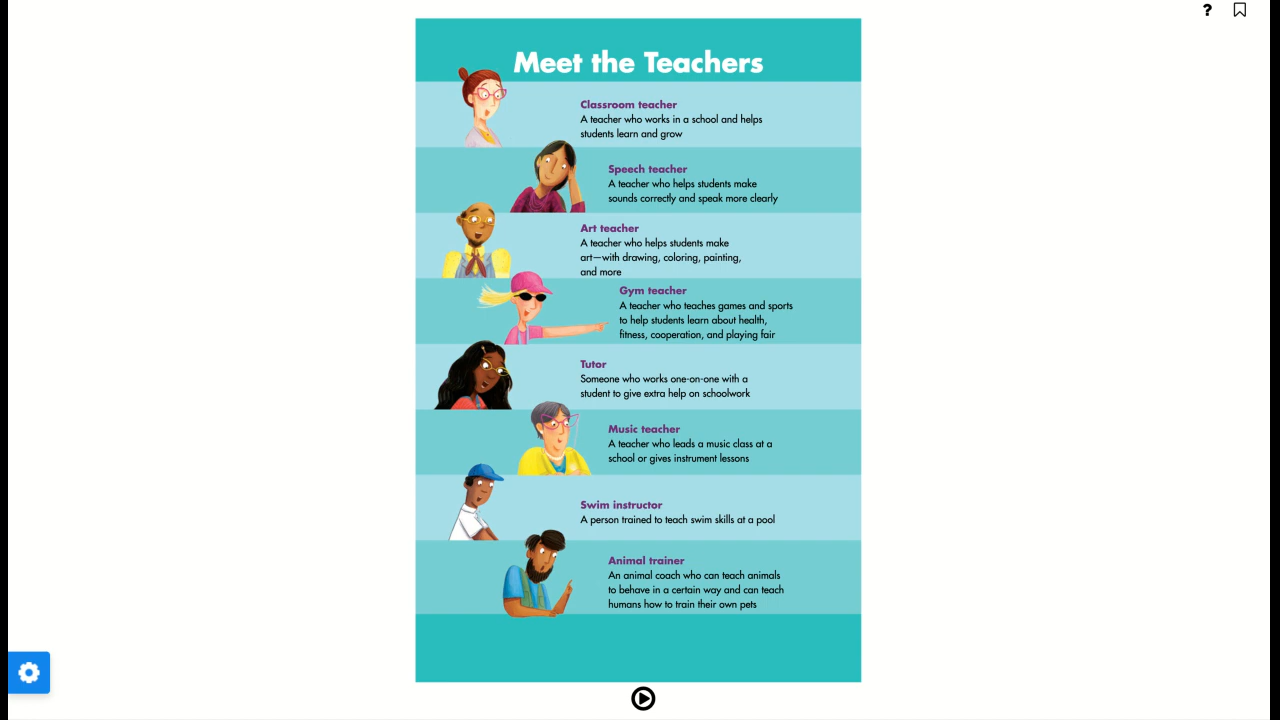 ?
Meet the Teachers
Classroom teacher
A teacher who works in a school and helps
students learn and grow
Speech teacher
A teacher who helps students make
sounds correctly and speak more clearly
Art teacher
A teacher who helps students make
art—with drawing, coloring, painting,
and more
Gym teacher
A teacher who teaches games and sports
to help students learn about health,
fitness, cooperation, and playing fair
Tutor
Someone who works one-on-one with a
student to give extra help on schoolwork
Music teacher
A teacher who leads a music class at a
school or gives instrument lessons
Swim instructor
A person trained to teach swim skills at a pool
Animal trainer
An animal coach who can teach animals
to behave in a certain way and can teach
humans how to train their own pets